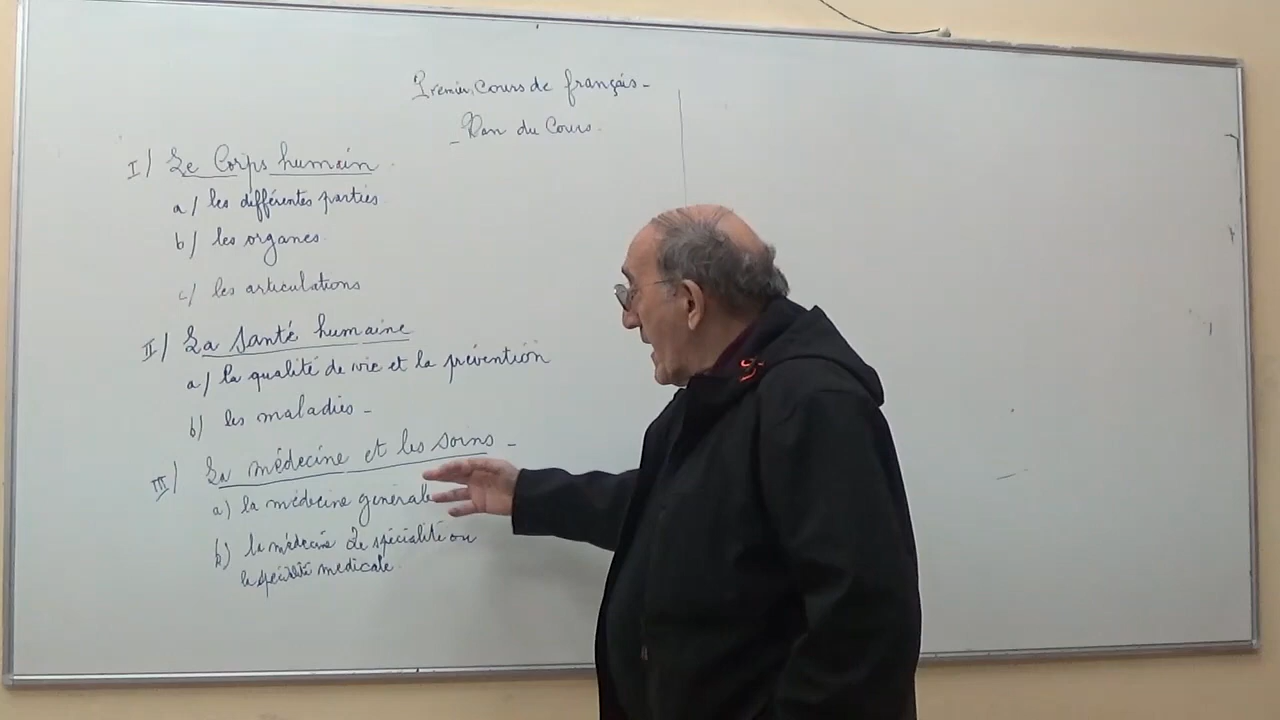 Premier Cours de français -
- Plan du Cours.
I) Le Corps humain.
a) les différentes parties
b) les organes
c) les articulations
II) La Santé humaine
a) la qualité de vie et la prévention
b) les maladies -
III) La médecine et les soins -
a) la médecine générale
b) la médecine de spécialité ou
la spécialité medicale.